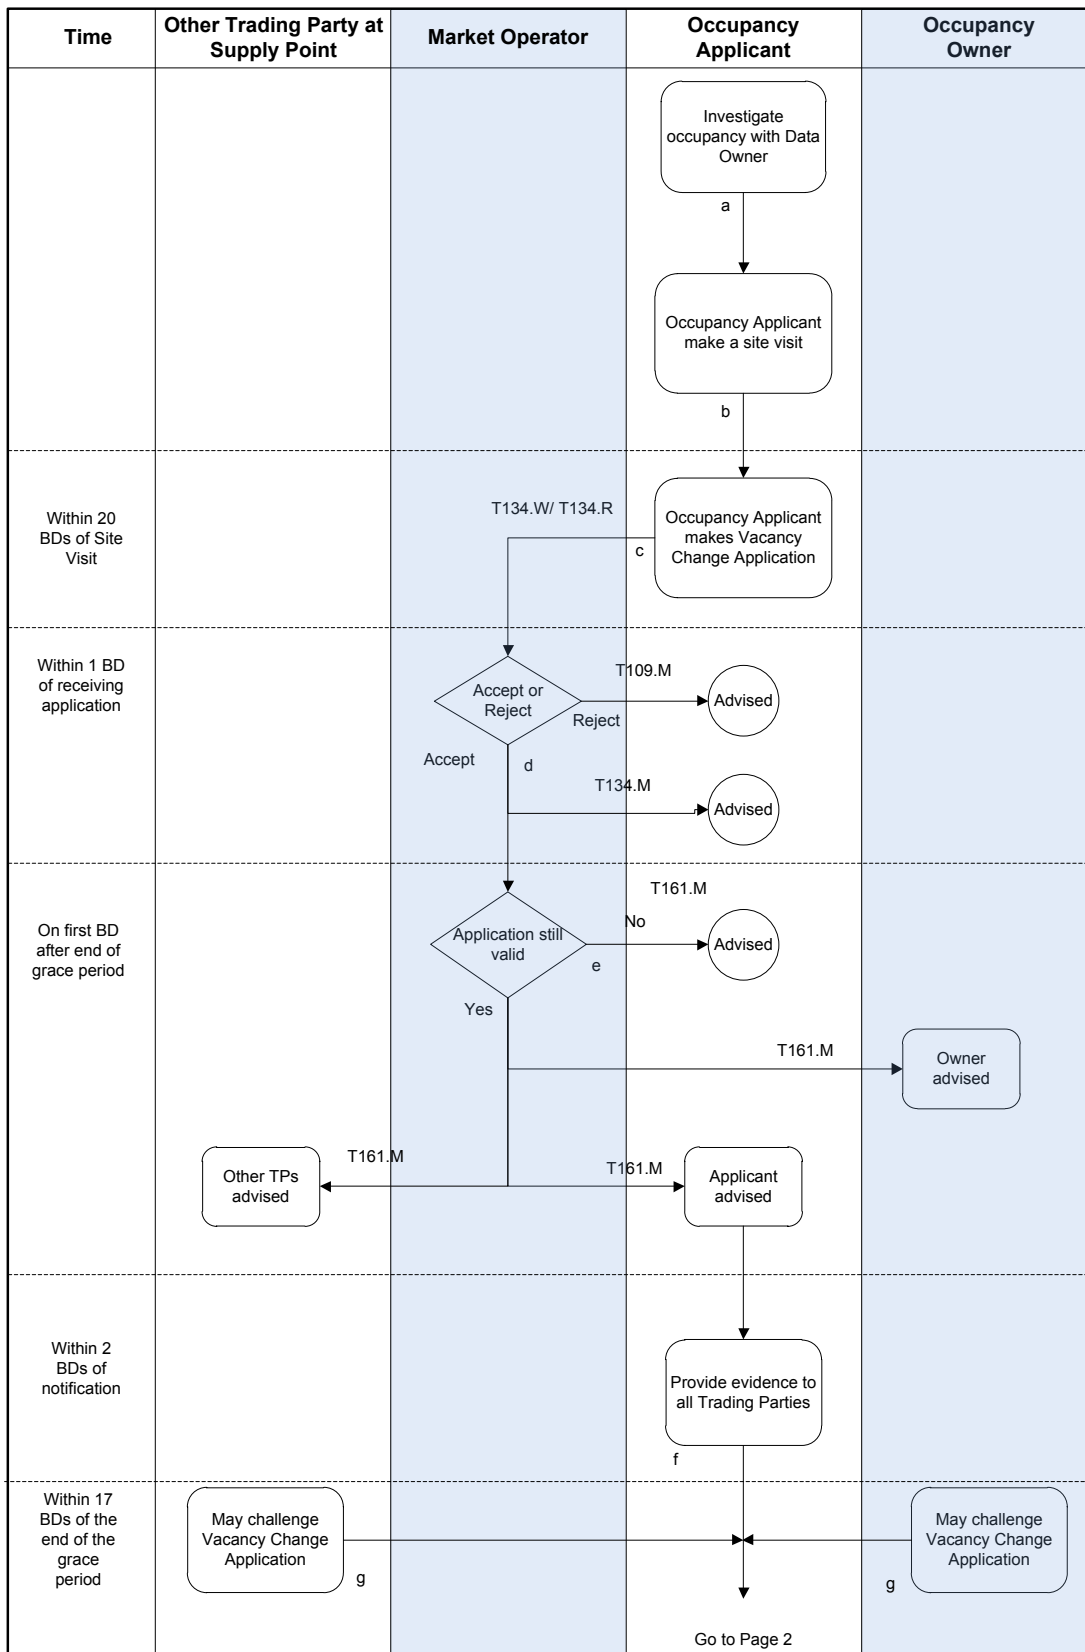 Time
Other Trading Party at
Supply Point
Market Operator
Occupancy
Applicant
Occupancy
Owner
Investigate
occupancy with Data
Owner
a
Occupancy Applicant
make a site visit
b
Within 20
BDs of Site
Visit
T134.W/ T134.R
c
Occupancy Applicant
makes Vacancy
Change Application
Within 1 BD
of receiving
application
Accept or
Reject
T109.M
Reject
Advised
Accept
d
T134.M
Advised
On first BD
after end of
grace period
Application still
valid
T161.M
No
e
Advised
Yes
T161.M
Owner
advised
T161.M
Other TPs
advised
T161.M
Applicant
advised
Within 2
BDs of
notification
Provide evidence to
all Trading Parties
f
Within 17
BDs of the
end of the
grace
period
May challenge
Vacancy Change
Application
g
May challenge
Vacancy Change
Application
g
Go to Page 2